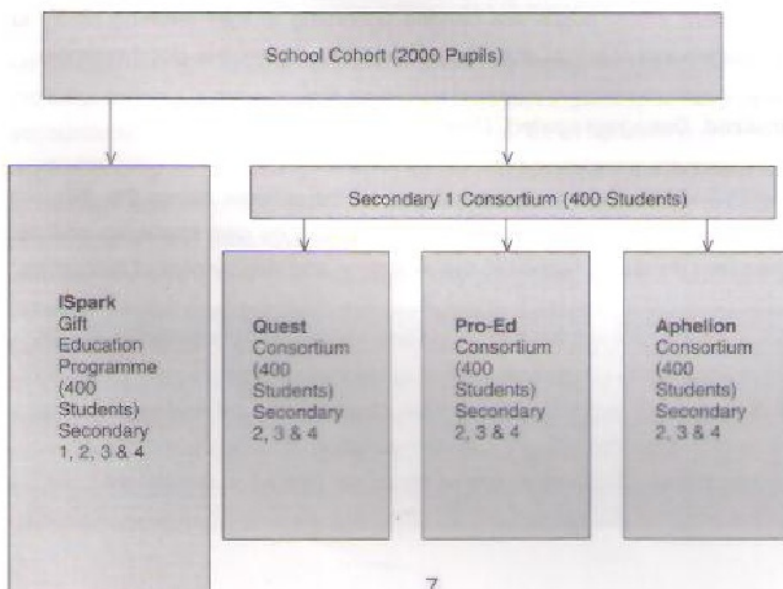 School Cohort (2000 Pupils)
Secondary 1 Consortium (400 Students)
ISpark
Gift
Education
Programme
(400
Students)
Secondary
1, 2, 3 & 4
Quest
Consortium
(400
Students)
Secondary
2, 3 & 4
Pro-Ed
Consortium
(400
Students)
Secondary
2, 3 & 4
Aphelion
Consortium
(400
Students)
Secondary
2, 3 & 4
7